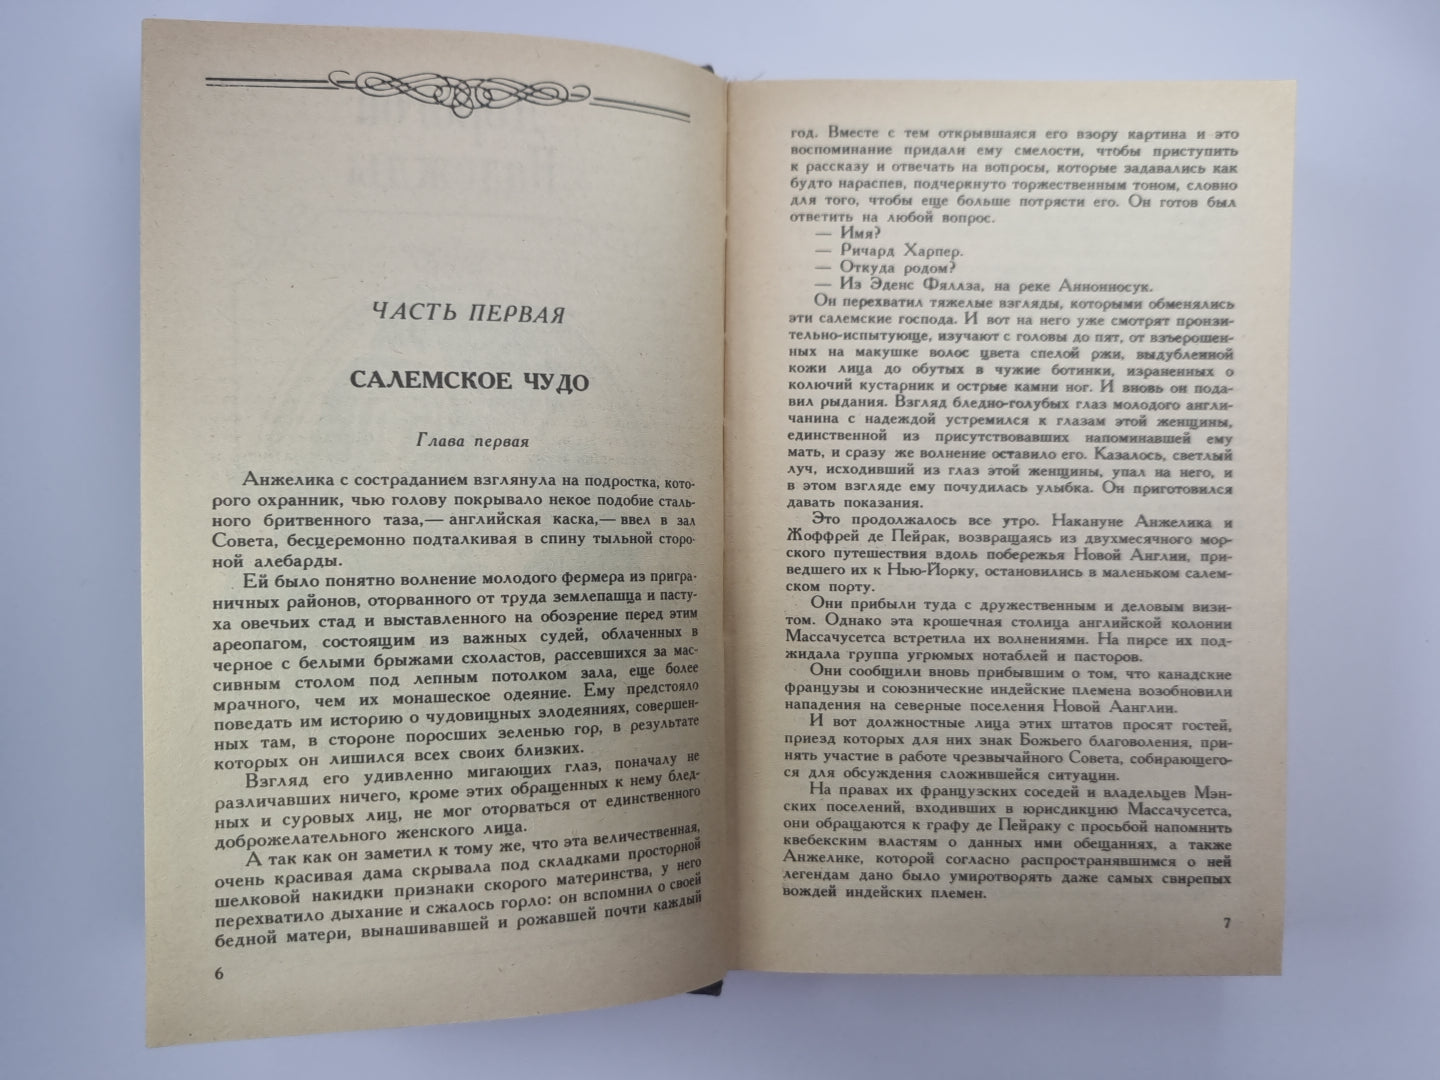 ЧАСТЬ ПЕРВАЯ
САЛЕМСКОЕ ЧУДО
Глава первая
Анжелика с состраданием взглянула на подростка, кото-
рого охранник, чью голову покрывало некое подобие сталь-
ного бритвенного таза,— английская каска,— ввел в зал
Совета, бесцеремонно подталкивая в спину тыльной сторо-
ной алебарды.
Ей было понятно волнение молодого фермера из пригра-
ничных районов, оторванного от труда землепашца и пасту-
ха овечьих стад и выставленного на обозрение перед этим
ареопагом, состоящим из важных судей, облаченных в
черное с белыми брыжами схоластов, рассевшихся за мас-
сивным столом под лепным потолком зала, еще более
мрачного, чем их монашеское одеяние. Ему предстояло
поведать им историю о чудовищных злодеяниях, совершен-
ных там, в стороне поросших зеленью гор, в результате
которых он лишился всех своих близких.
Взгляд его удивленно мигающих глаз, поначалу не
различавших ничего, кроме этих обращенных к нему блед-
ных и суровых лиц, не мог оторваться от единственного
доброжелательного женского лица.
А так как он заметил к тому же, что эта величественная,
очень красивая дама скрывала под складками просторной
шелковой накидки признаки скорого материнства, у него
перехватило дыхание и сжалось горло: он вспомнил о своей
бедной матери, вынашивавшей и рожавшей почти каждый
6
год. Вместе с тем открывшаяся его взору картина и это
воспоминание придали ему смелости, чтобы приступить
к рассказу и отвечать на вопросы, которые задавались как
будто нараспев, подчеркнуто торжественным тоном, словно
для того, чтобы еще больше потрясти его. Он готов был
ответить на любой вопрос.
— Имя?
— Ричард Харпер.
— Откуда родом?
— Из Эденс Фяллза, на реке Аннонносук.
Он перехватил тяжелые взгляды, которыми обменялись
эти салемские господа. И вот на него уже смотрят пронзи-
тельно-испытующе, изучают с головы до пят, от взъерошен-
ных на макушке волос цвета спелой ржи, выдубленной
кожи лица до обутых в чужие ботинки, израненных о
колючий кустарник и острые камни ног. И вновь он пода-
вил рыдания. Взгляд бледно-голубых глаз молодого англи-
чанина с надеждой устремился к глазам этой женщины,
единственной из присутствовавших напоминавшей ему
мать, и сразу же волнение оставило его. Казалось, светлый
луч, исходивший из глаз этой женщины, упал на него, и
в этом взгляде ему почудилась улыбка. Он приготовился
давать показания.
Это продолжалось все утро. Накануне Анжелика и
Жоффрей де Пейрак, возвращаясь из двухмесячного мор-
ского путешествия вдоль побережья Новой Англии, при-
ведшего их к Нью-Йорку, остановились в маленьком салем-
ском порту.
Они прибыли туда с дружественным и деловым визи-
том. Однако эта крошечная столица английской колонии
Массачусетса встретила их волнениями. На пирсе их под-
жидала группа угрюмых нотаблей и пасторов.
Они сообщили вновь прибывшим о том, что канадские
французы и союзнические индейские племена возобновили
нападения на северные поселения Новой Аанглии.
И вот должностные лица этих штатов просят гостей,
приезд которых для них знак Божьего благоволения, при-
нять участие в работе чрезвычайного Совета, собирающего-
ся для обсуждения сложившейся ситуации.
На правах их французских соседей и владельцев Мэн-
ских поселений, входивших в юрисдикцию Массачусетса,
они обращаются к графу де Пейраку с просьбой напомнить
квебекским властям о данных ими обещаниях, а также
Анжелике, которой согласно распространявшимся о ней
легендам дано было умиротворять даже самых свирепых
вождей индейских племен.
7